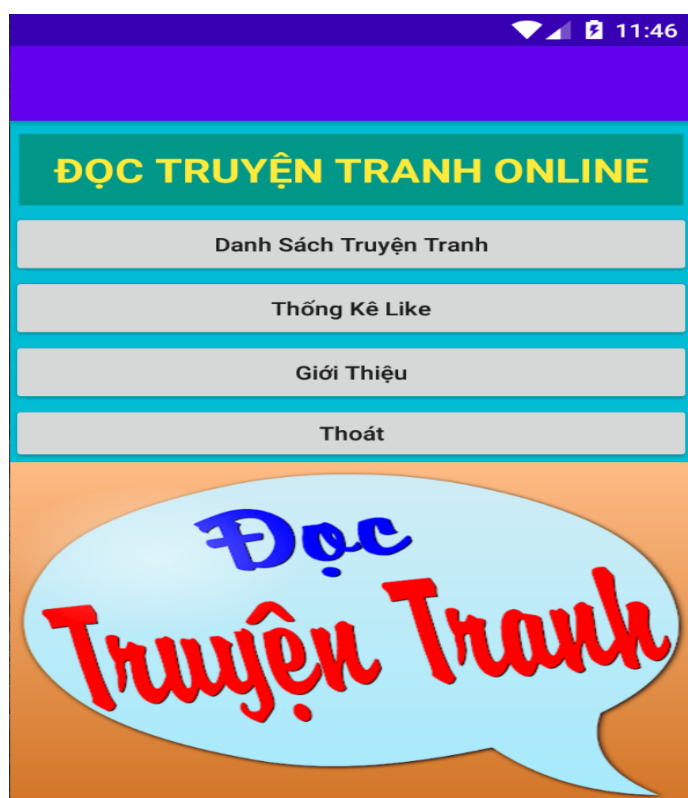 11:46
ĐỌC TRUYỆN TRANH ONLINE
Danh Sách Truyện Tranh
Thống Kê Like
Giới Thiệu
Thoát
Đọc
Truyện Tranh